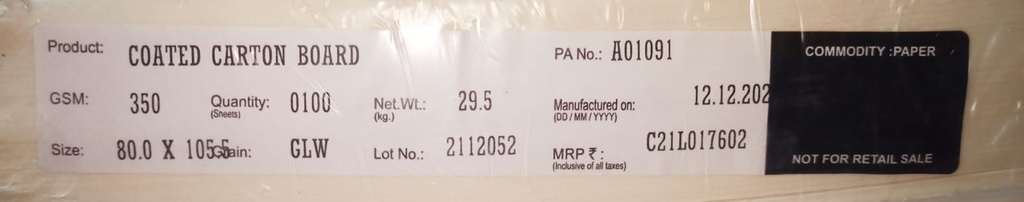 Product: COATED CARTON BOARD PA No.: A01091 COMMODITY :PAPER
GSM: 350 Quantity: 0100 Net.Wt.: 29.5 Manufactured on: 12.12.202
(Sheets) (kg.) (DD / MM / YYYY)
Size: 80.0 X 105.5 Grain: GLW Lot No.: 2112052 MRP ₹ : C21L017602 NOT FOR RETAIL SALE
(Inclusive of all taxes)